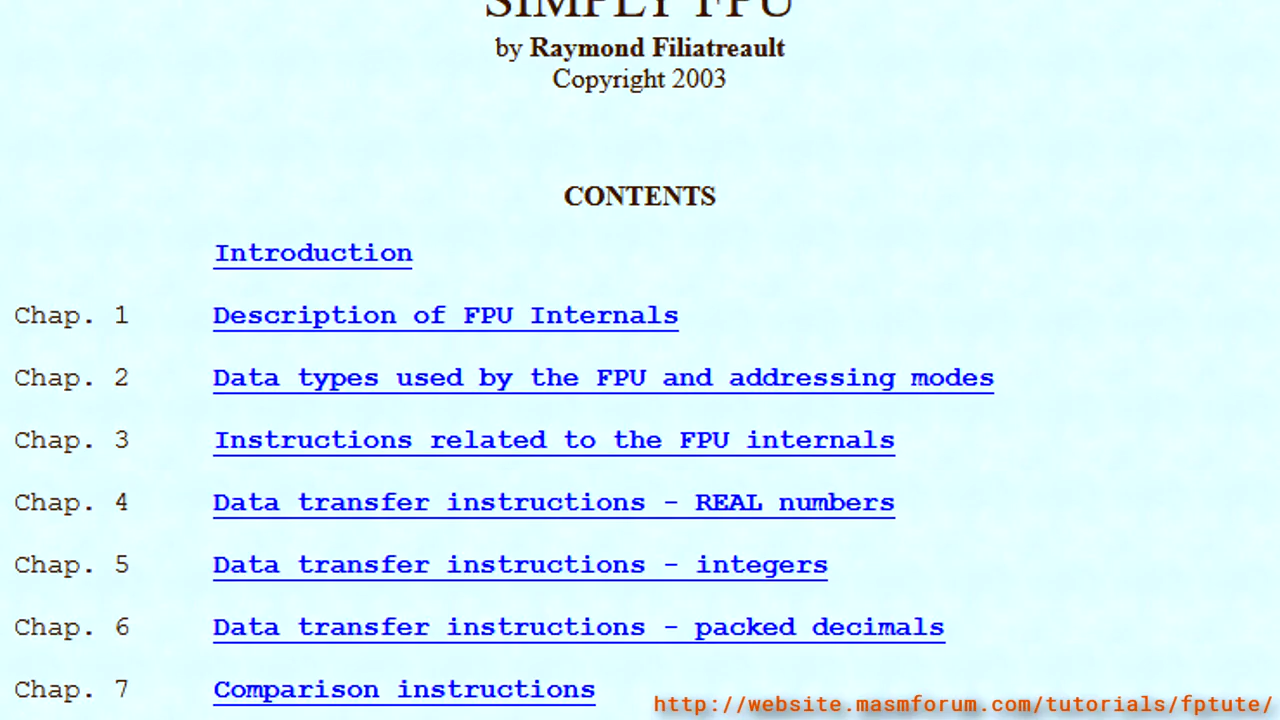 SIMPLY FPU
by Raymond Filiatreault
Copyright 2003
CONTENTS
Introduction
Chap. 1 Description of FPU Internals
Chap. 2 Data types used by the FPU and addressing modes
Chap. 3 Instructions related to the FPU internals
Chap. 4 Data transfer instructions - REAL numbers
Chap. 5 Data transfer instructions - integers
Chap. 6 Data transfer instructions - packed decimals
Chap. 7 Comparison instructions
http://website.masmforum.com/tutorials/fptute/